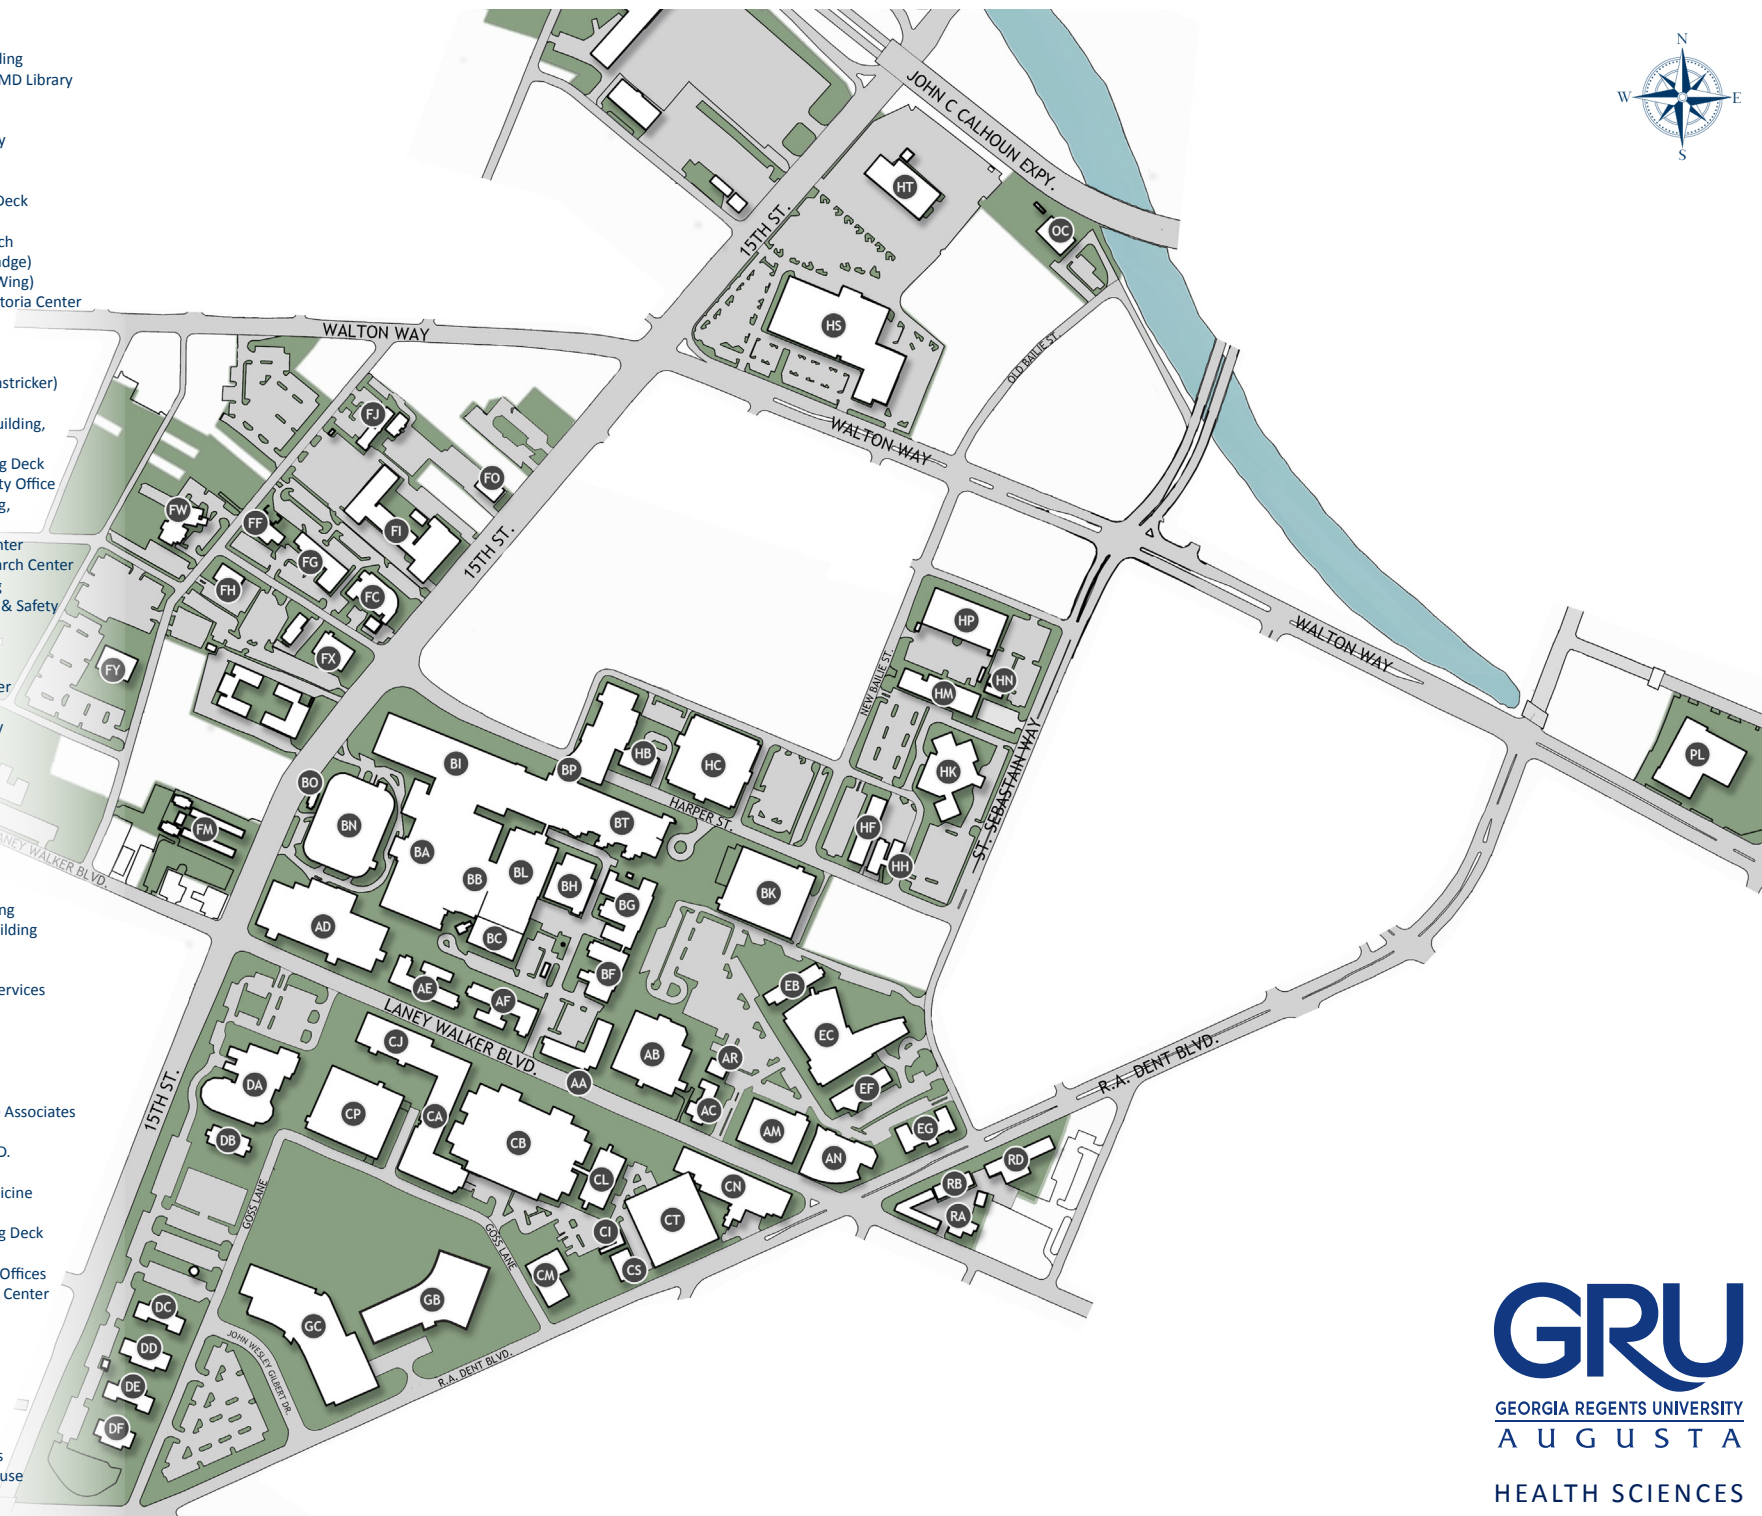 ding
MD Library
y
Deck
ch
dge)
Wing)
toria Center
nstricker)
uilding,
g Deck
ty Office
g,
nter
arch Center
g
& Safety
er
y
ng
ilding
ervices
Associates
D.
icine
g Deck
Offices
Center
s
use
N
W
E
S
JOHN C CALHOUN EXPY.
HT
OC
15TH ST.
HS
WALTON WAY
OLD BAILIE ST.
FJ
WALTON WAY
FO
FW
FF
FI
15TH ST.
FG
FH
FC
HP
WALTON WAY
FX
FY
NEW BAILIE ST.
HM
HN
ST. SEBASTAIN WAY
PL
BI
BP
HB
HC
HK
BO
HARPER ST.
BN
BT
FM
HF
LANEY WALKER BLVD.
BA
BB
BL
BH
HH
BK
BG
AD
BC
BF
AE
AF
EB
LANEY WALKER BLVD.
CJ
EC
AB
AR
R.A. DENT BLVD.
15TH ST.
DA
AA
EF
CP
CA
AC
DB
CB
AM
EG
AN
RD
CL
CN
RB
GOSS LANE
CT
RA
GOSS LANE
CI
CM
CS
GB
DC
GC
DD
JOHN WESLEY GILBERT DR.
R.A. DENT BLVD.
DE
DF
GRU
GEORGIA REGENTS UNIVERSITY
AUGUSTA
HEALTH SCIENCES